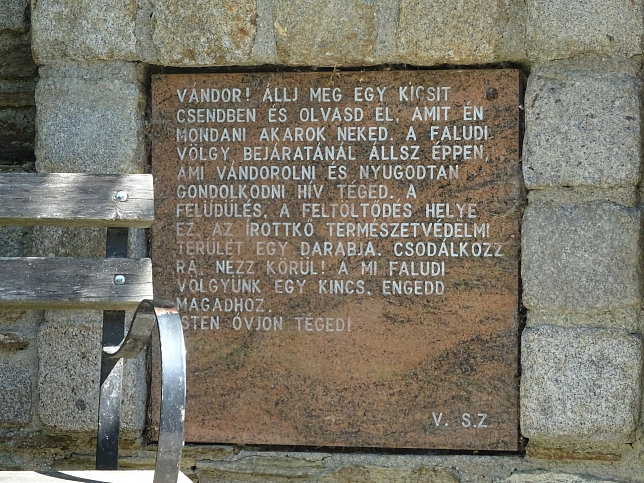 VÁNDOR! ÁLLJ MEG EGY KICSIT
CSENDBEN ÉS OLVASD EL, AMIT ÉN
MONDANI AKAROK NEKED. A FALUDI
VÖLGY BEJÁRATÁNÁL ÁLLSZ ÉPPEN,
AMI VÁNDOROLNI ÉS NYUGODTAN
GONDOLKODNI HÍV TÉGED. A
FELÜDÜLÉS, A FELTÖLTŐDÉS HELYE
EZ, AZ ÍROTTKŐ TERMÉSZETVÉDELMI
TERÜLET EGY DARABJA. CSODÁLKOZZ
RÁ, NÉZZ KÖRÜL! A MI FALUDI
VÖLGYÜNK EGY KINCS, ENGEDD
MAGADHOZ.
ISTEN ÓVJON TÉGED!
V. S.Z.